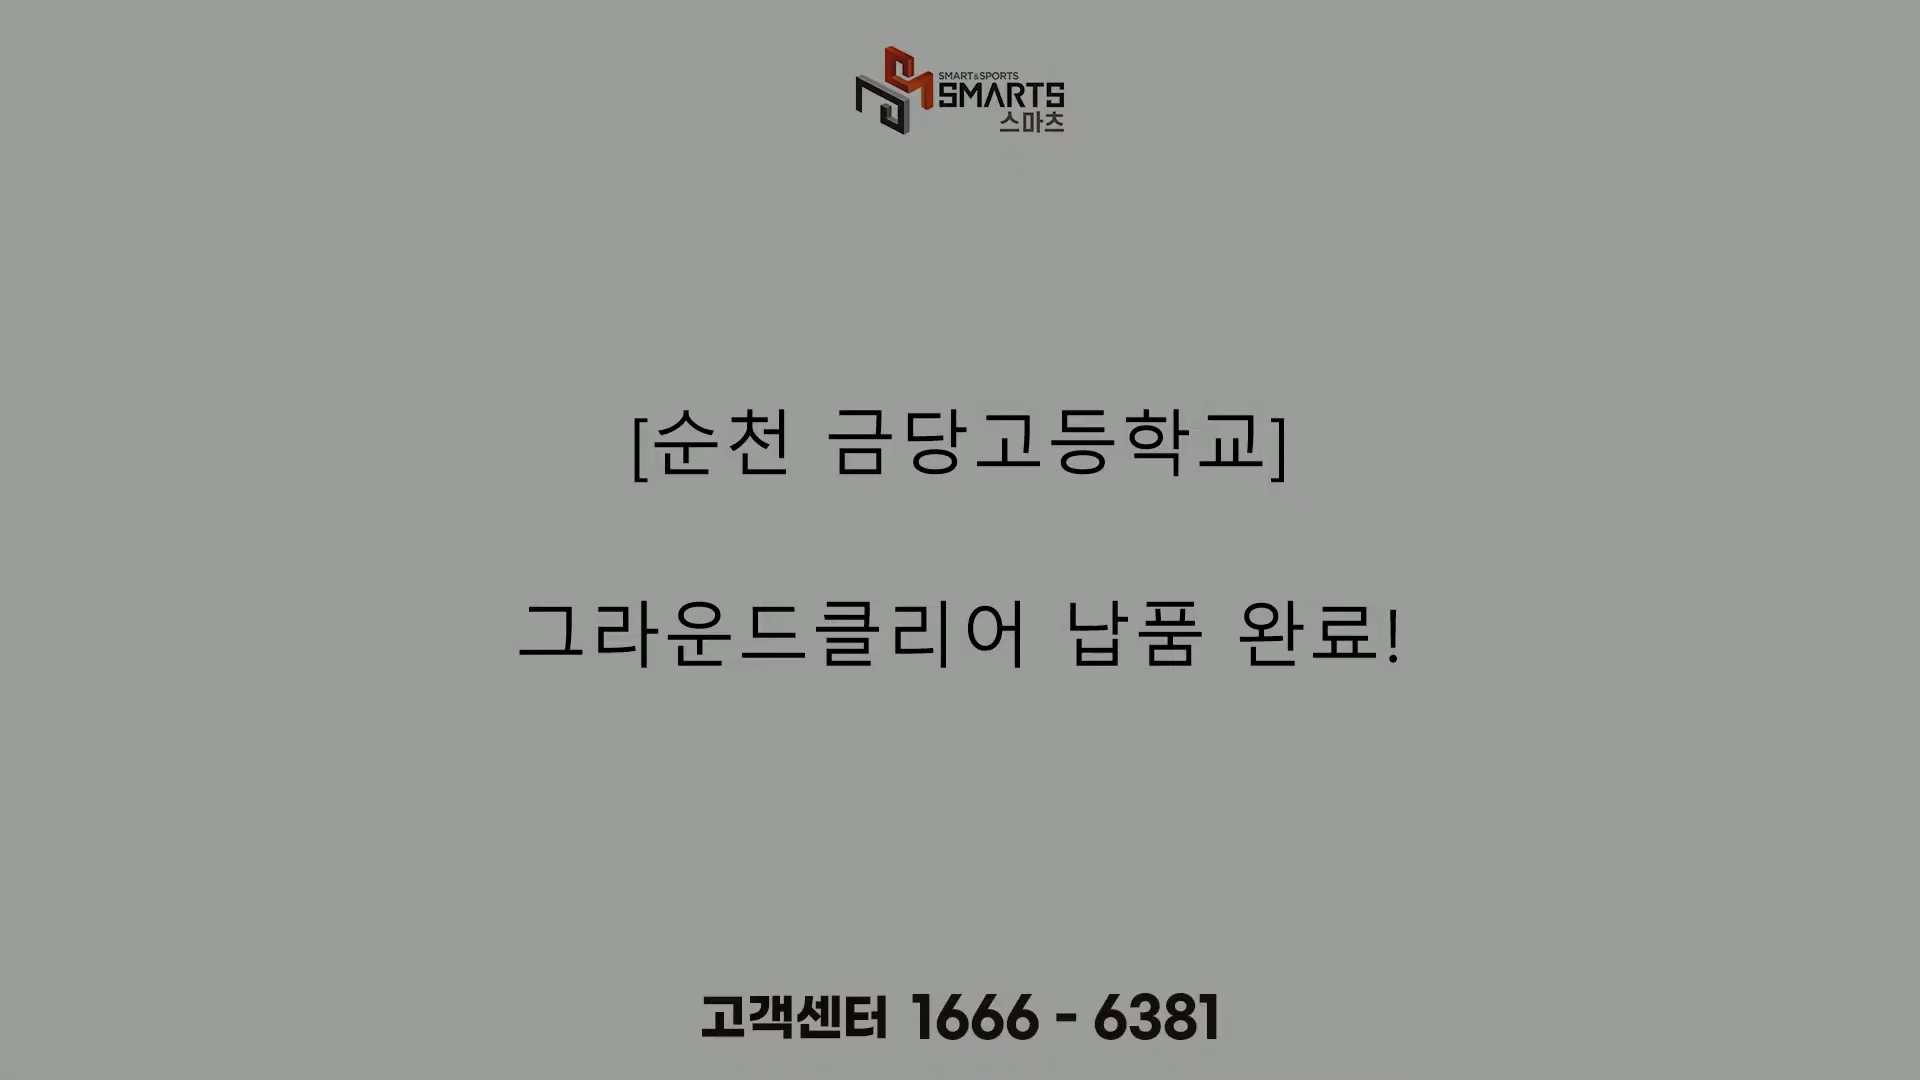 SMART&SPORTS
SMARTS
스마츠
[순천 금당고등학교]
그라운드클리어 납품 완료!
고객센터 1666 - 6381